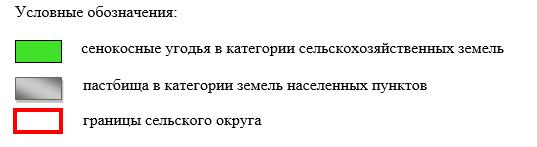 Условные обозначения:
сенокосные угодья в категории сельскохозяйственных земель
пастбища в категории земель населенных пунктов
границы сельского округа